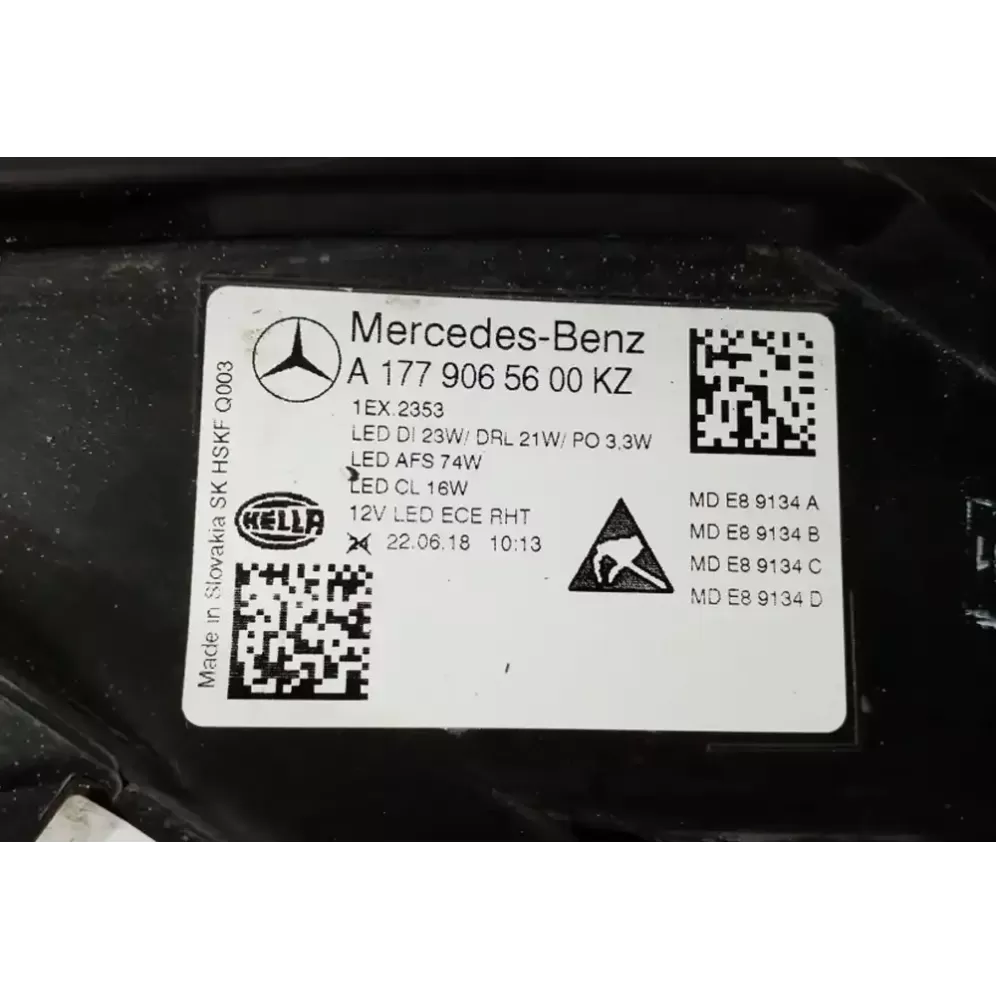 Mercedes-Benz
A 177 906 56 00 KZ
1EX.2353
LED DI 23W/ DRL 21W/ PO 3,3W
LED AFS 74W
LED CL 16W
12V LED ECE RHT
24 22.06.18 10:13
HELLA
Made in Slovakia SK HSKF Q003
MD E8 9134 A
MD E8 9134 B
MD E8 9134 C
MD E8 9134 D